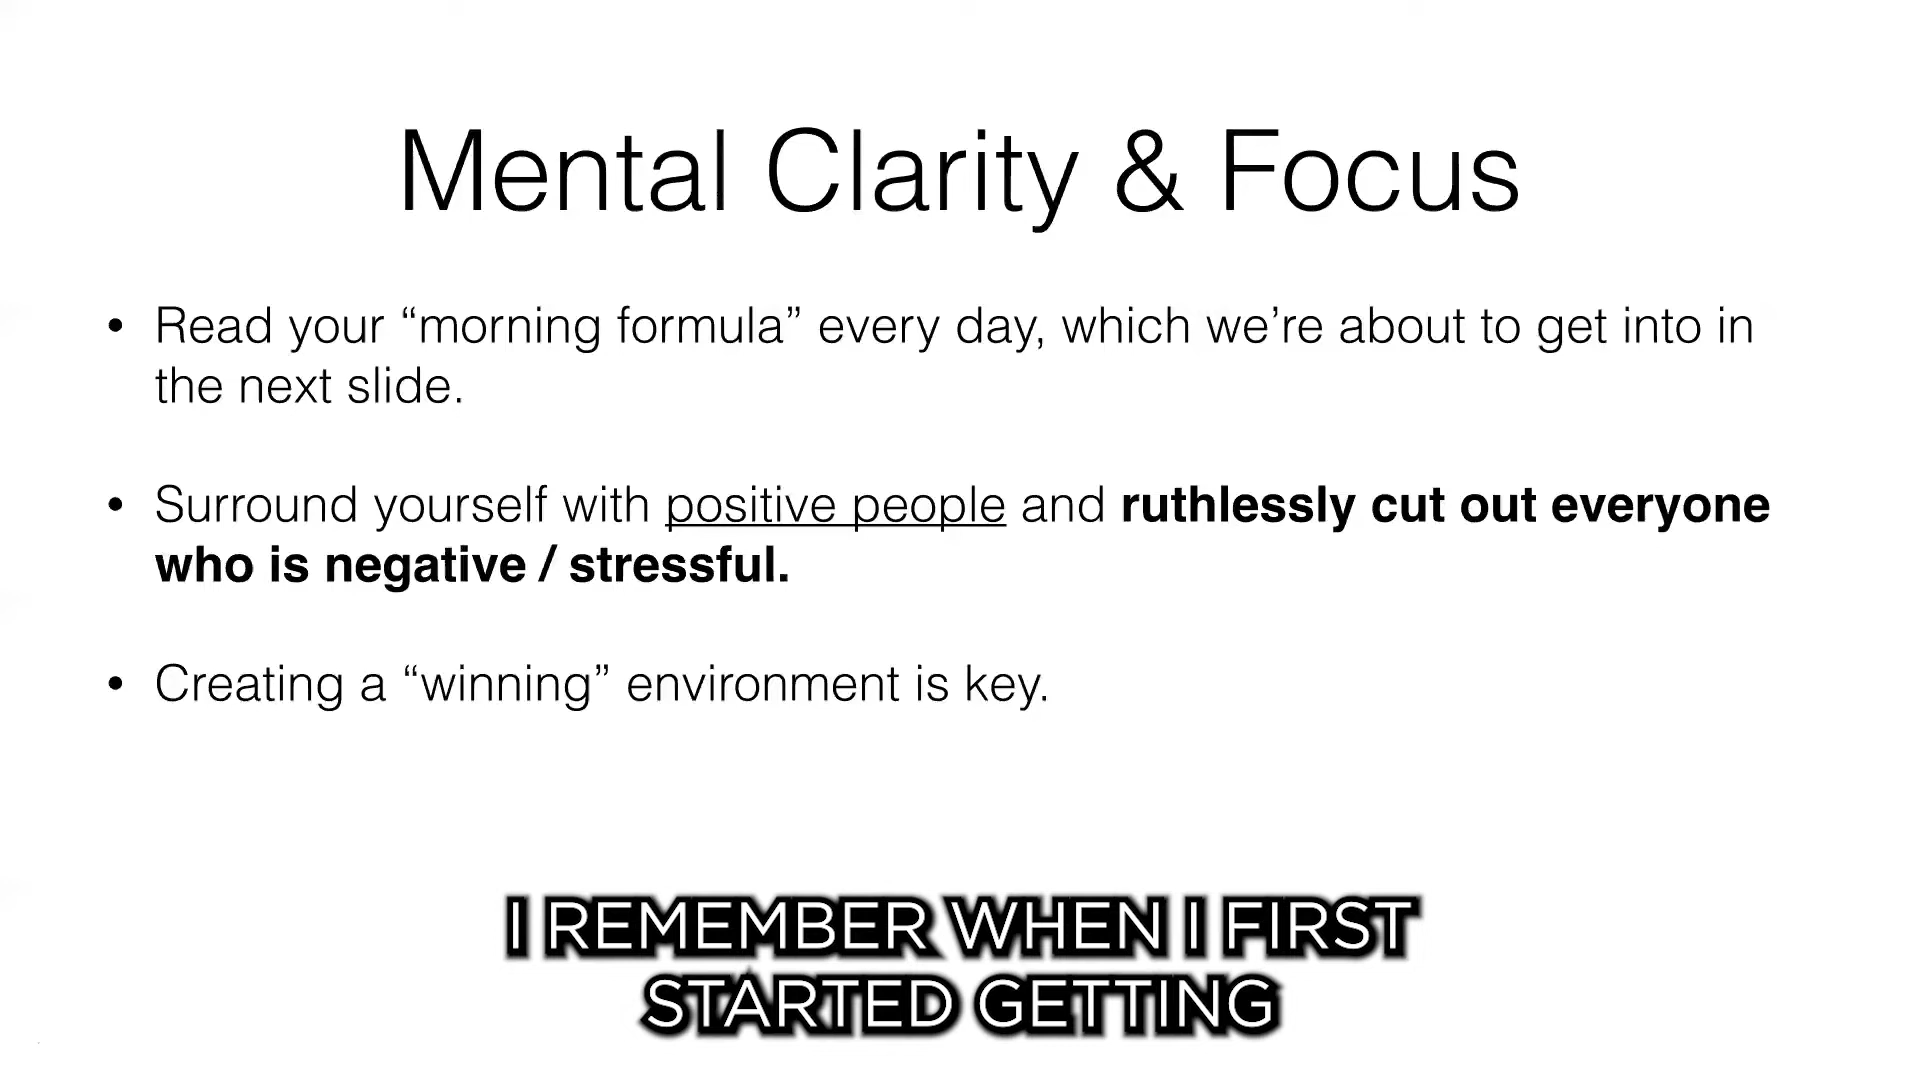 Mental Clarity & Focus
• Read your “morning formula” every day, which we’re about to get into in
the next slide.
• Surround yourself with positive people and ruthlessly cut out everyone
who is negative / stressful.
• Creating a “winning” environment is key.
I REMEMBER WHEN I FIRST
STARTED GETTING